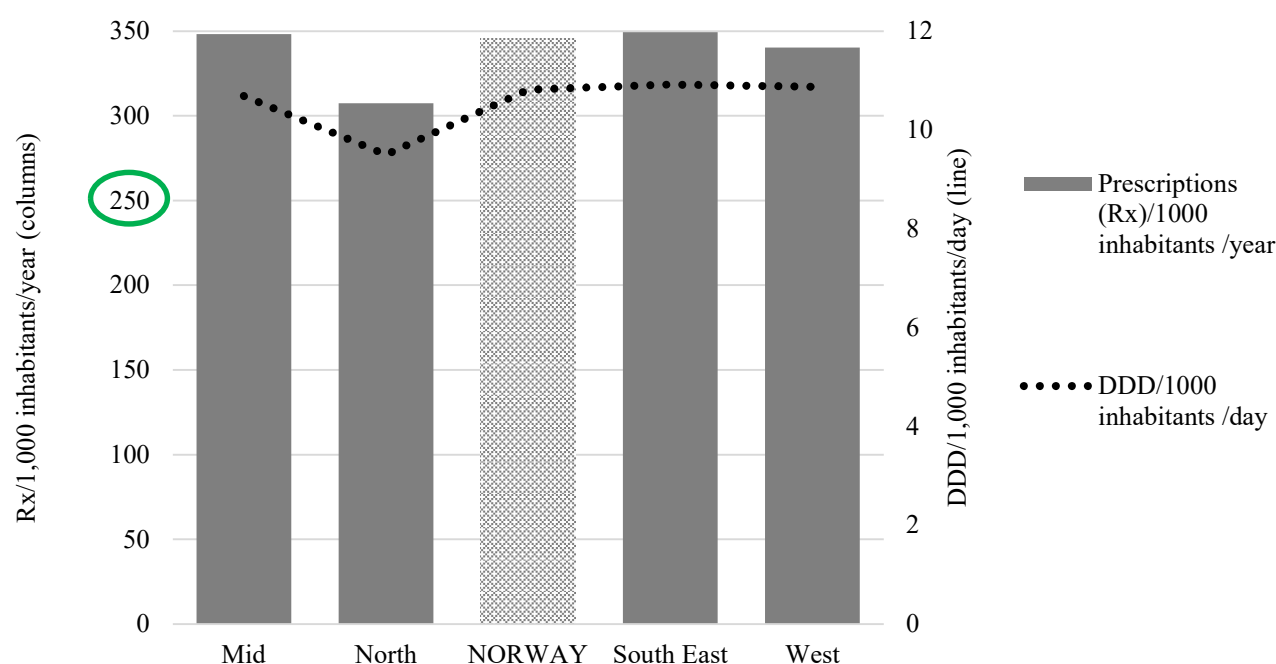 Rx/1,000 inhabitants/year (columns)
350
300
250
200
150
100
50
0
12
10
8
6
4
2
0
DDD/1,000 inhabitants/day (line)
Mid
North
NORWAY
South East
West
Prescriptions
(Rx)/1000
inhabitants /year
DDD/1000
inhabitants /day